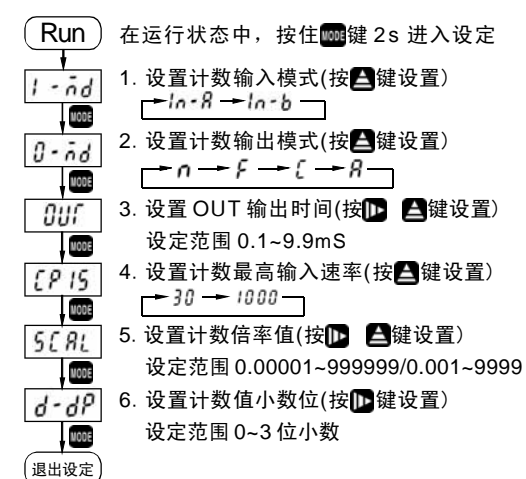 Run 在运行状态中，按住MODE键 2s 进入设定
I-ñd 1. 设置计数输入模式(按键设置)
In-A In-b
MODE
O-ñd 2. 设置计数输出模式(按键设置)
n F C A
MODE
OUT 3. 设置 OUT 输出时间(按 键设置)
设定范围 0.1~9.9mS
MODE
CPIS 4. 设置计数最高输入速率(按键设置)
30 1000
MODE
SCAL 5. 设置计数倍率值(按 键设置)
设定范围 0.00001~999999/0.001~9999
MODE
d-dP 6. 设置计数值小数位(按键设置)
设定范围 0~3 位小数
MODE
退出设定